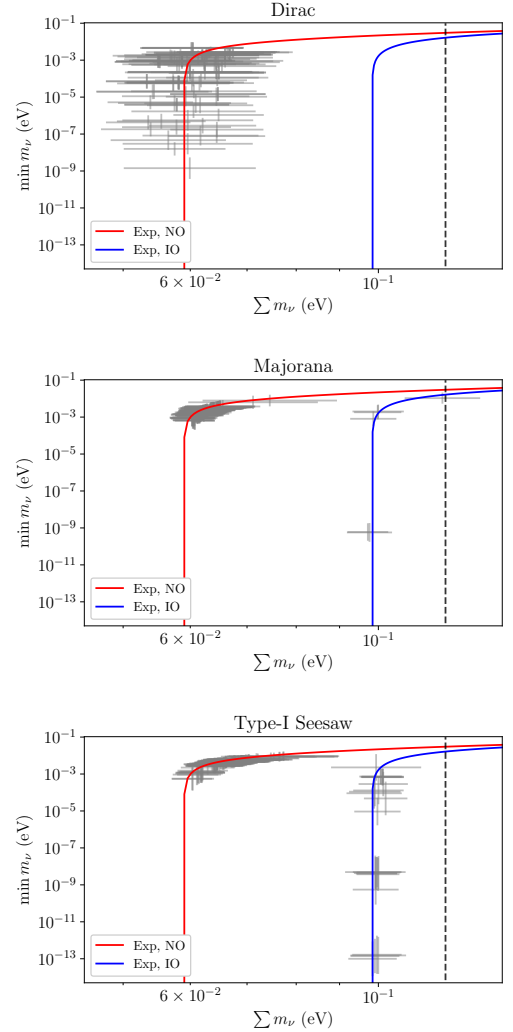 Dirac
10⁻¹
10⁻³
10⁻⁵
10⁻⁷
10⁻⁹
10⁻¹¹
10⁻¹³
min m_ν (eV)
Exp, NO
Exp, IO
6 × 10⁻²
10⁻¹
∑ m_ν (eV)
Majorana
10⁻¹
10⁻³
10⁻⁵
10⁻⁷
10⁻⁹
10⁻¹¹
10⁻¹³
min m_ν (eV)
Exp, NO
Exp, IO
6 × 10⁻²
10⁻¹
∑ m_ν (eV)
Type-I Seesaw
10⁻¹
10⁻³
10⁻⁵
10⁻⁷
10⁻⁹
10⁻¹¹
10⁻¹³
min m_ν (eV)
Exp, NO
Exp, IO
6 × 10⁻²
10⁻¹
∑ m_ν (eV)